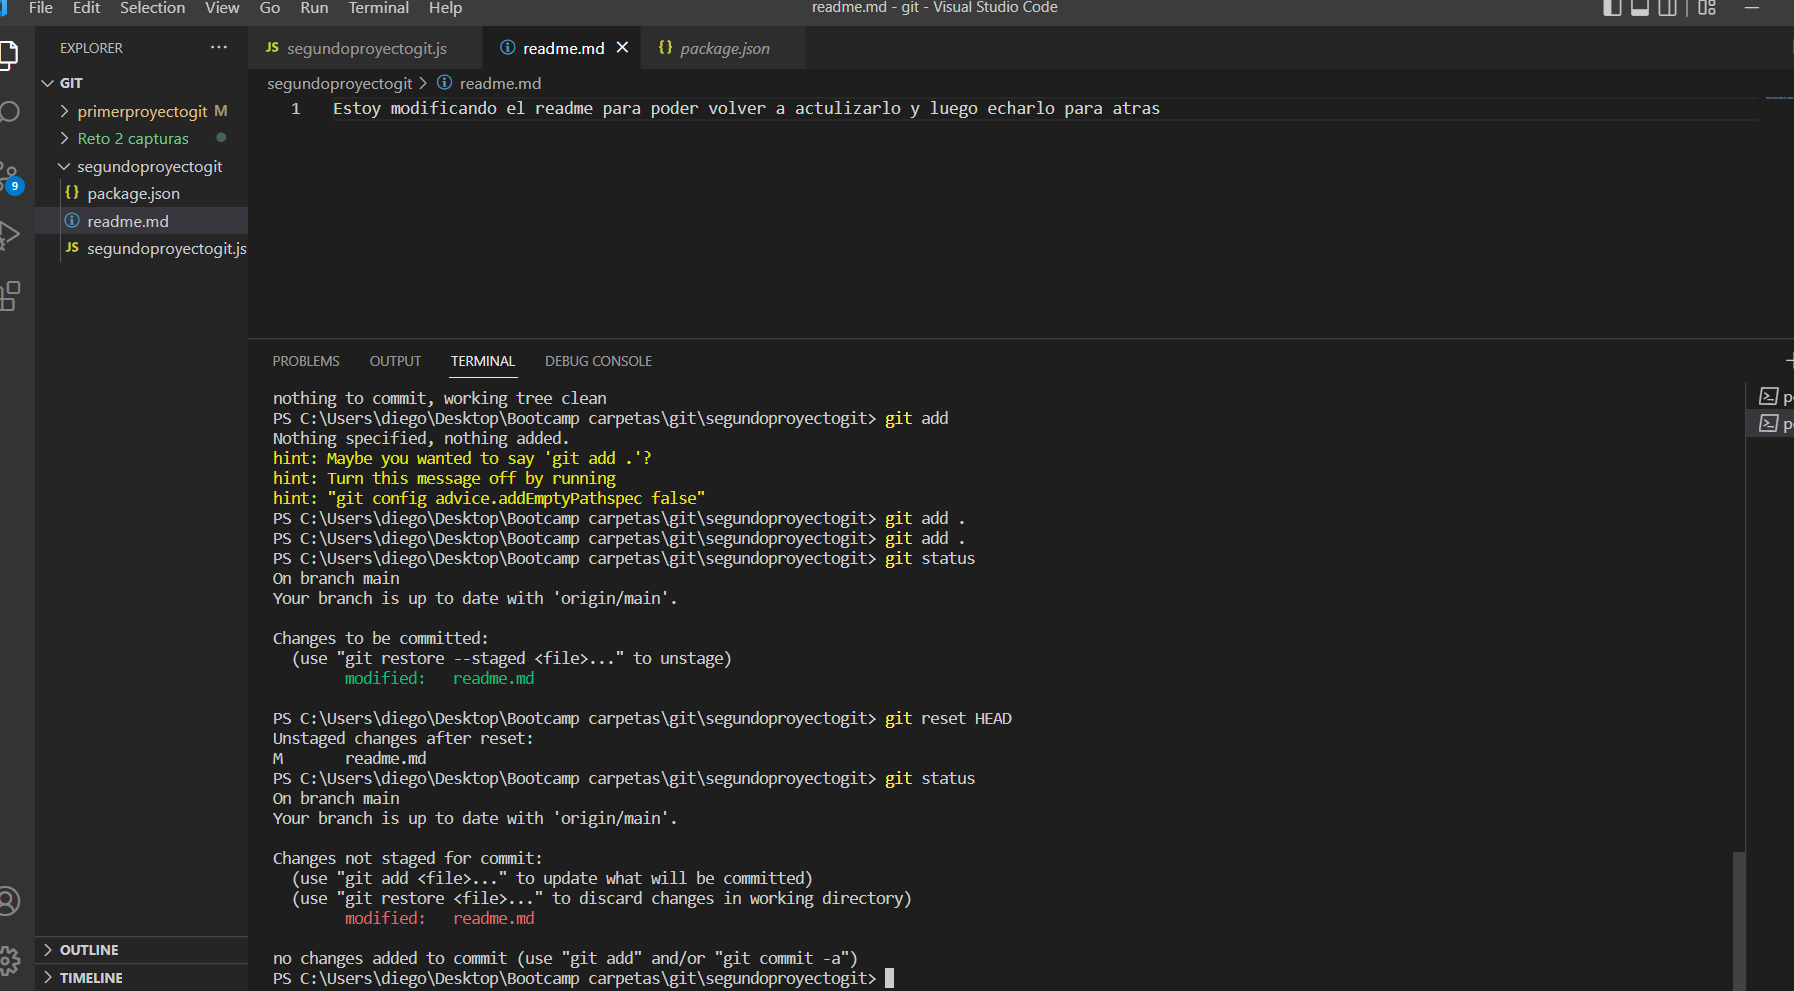 File Edit Selection View Go Run Terminal Help
readme.md - git - Visual Studio Code
EXPLORER ···
GIT
primerproyectogit M
Reto 2 capturas
segundoproyectogit
{} package.json
readme.md
JS segundoproyectogit.js
9
OUTLINE
TIMELINE
JS segundoproyectogit.js
readme.md
{} package.json
segundoproyectogit > readme.md
1 Estoy modificando el readme para poder volver a actulizarlo y luego echarlo para atras
PROBLEMS OUTPUT TERMINAL DEBUG CONSOLE
nothing to commit, working tree clean
PS C:\Users\diego\Desktop\Bootcamp carpetas\git\segundoproyectogit> git add
Nothing specified, nothing added.
hint: Maybe you wanted to say 'git add .'?
hint: Turn this message off by running
hint: "git config advice.addEmptyPathspec false"
PS C:\Users\diego\Desktop\Bootcamp carpetas\git\segundoproyectogit> git add .
PS C:\Users\diego\Desktop\Bootcamp carpetas\git\segundoproyectogit> git add .
PS C:\Users\diego\Desktop\Bootcamp carpetas\git\segundoproyectogit> git status
On branch main
Your branch is up to date with 'origin/main'.
Changes to be committed:
(use "git restore --staged <file>..." to unstage)
modified: readme.md
PS C:\Users\diego\Desktop\Bootcamp carpetas\git\segundoproyectogit> git reset HEAD
Unstaged changes after reset:
M readme.md
PS C:\Users\diego\Desktop\Bootcamp carpetas\git\segundoproyectogit> git status
On branch main
Your branch is up to date with 'origin/main'.
Changes not staged for commit:
(use "git add <file>..." to update what will be committed)
(use "git restore <file>..." to discard changes in working directory)
modified: readme.md
no changes added to commit (use "git add" and/or "git commit -a")
PS C:\Users\diego\Desktop\Bootcamp carpetas\git\segundoproyectogit>